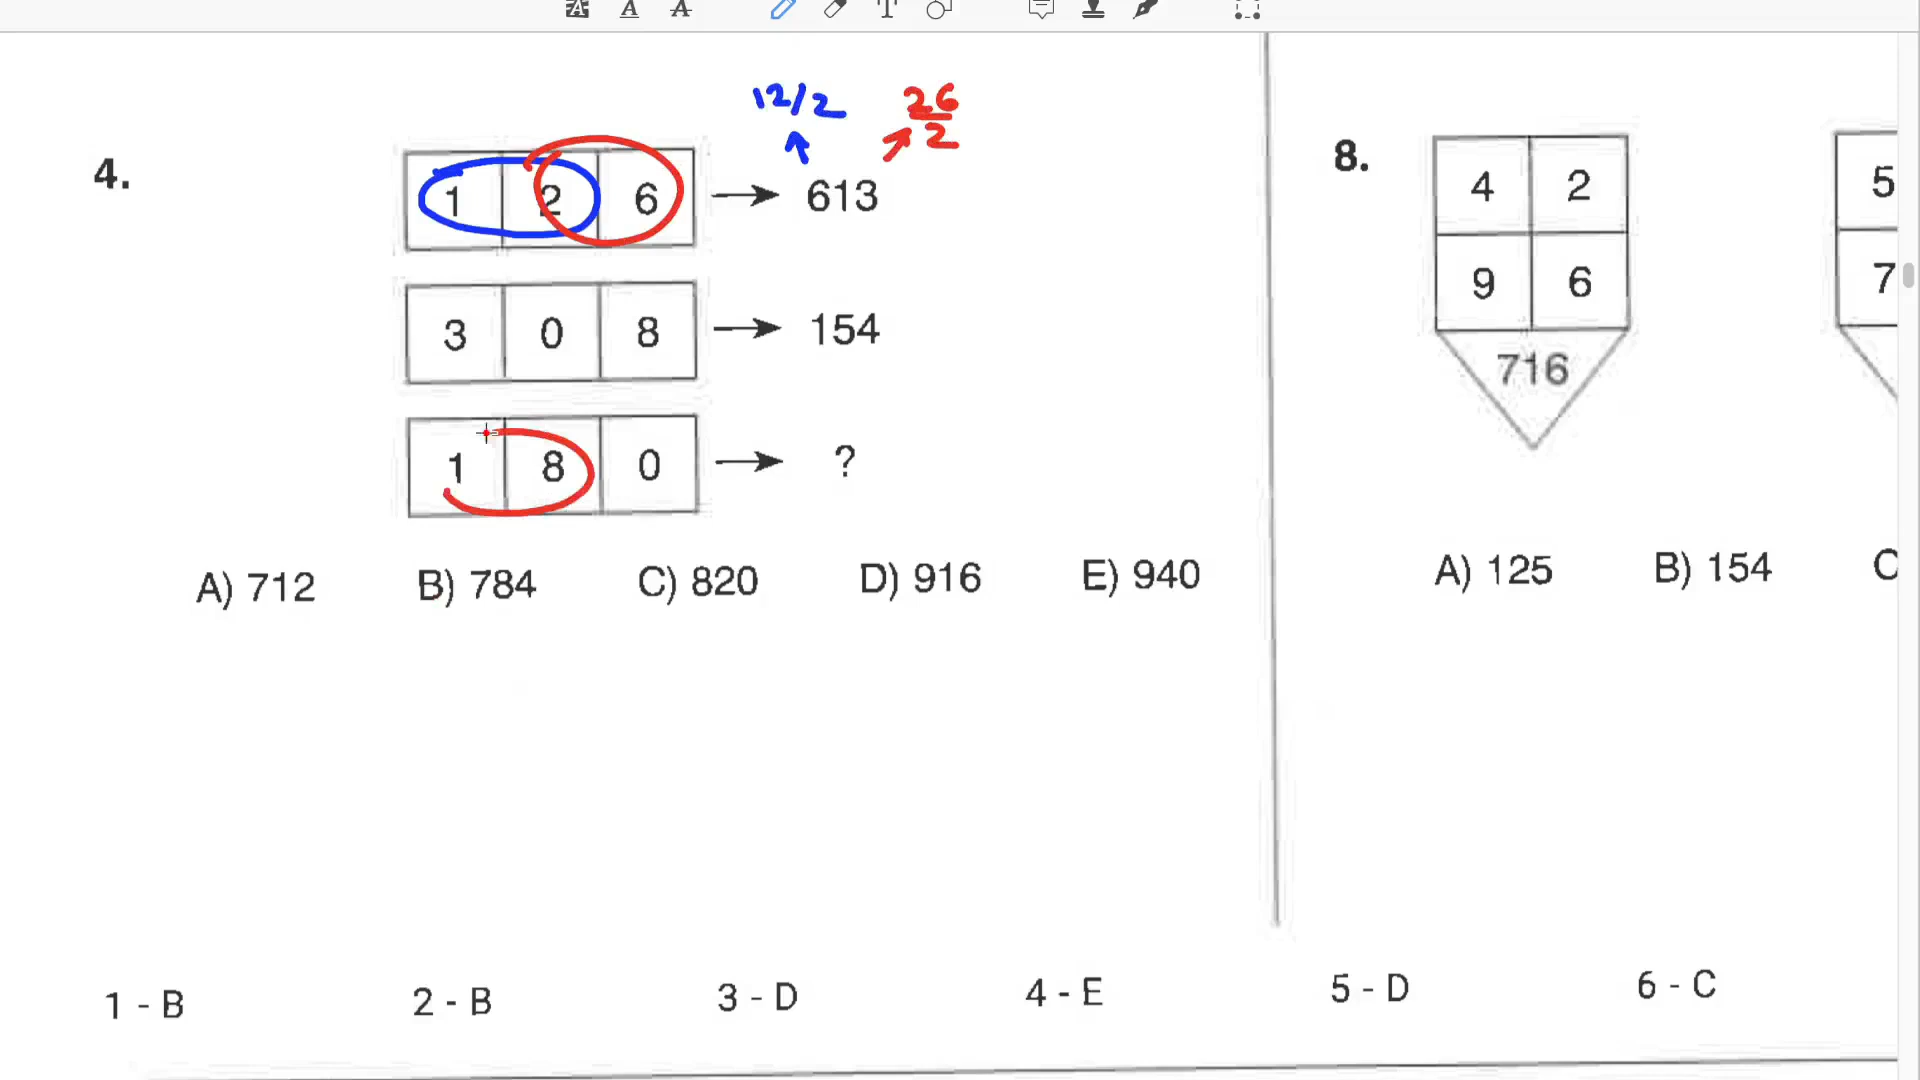 12/2 26
2
4.
1 2 6 → 613
3 0 8 → 154
1 8 0 → ?
A) 712 B) 784 C) 820 D) 916 E) 940
8.
4 2
9 6
716
5
7
A) 125 B) 154 C
1 - B 2 - B 3 - D 4 - E 5 - D 6 - C